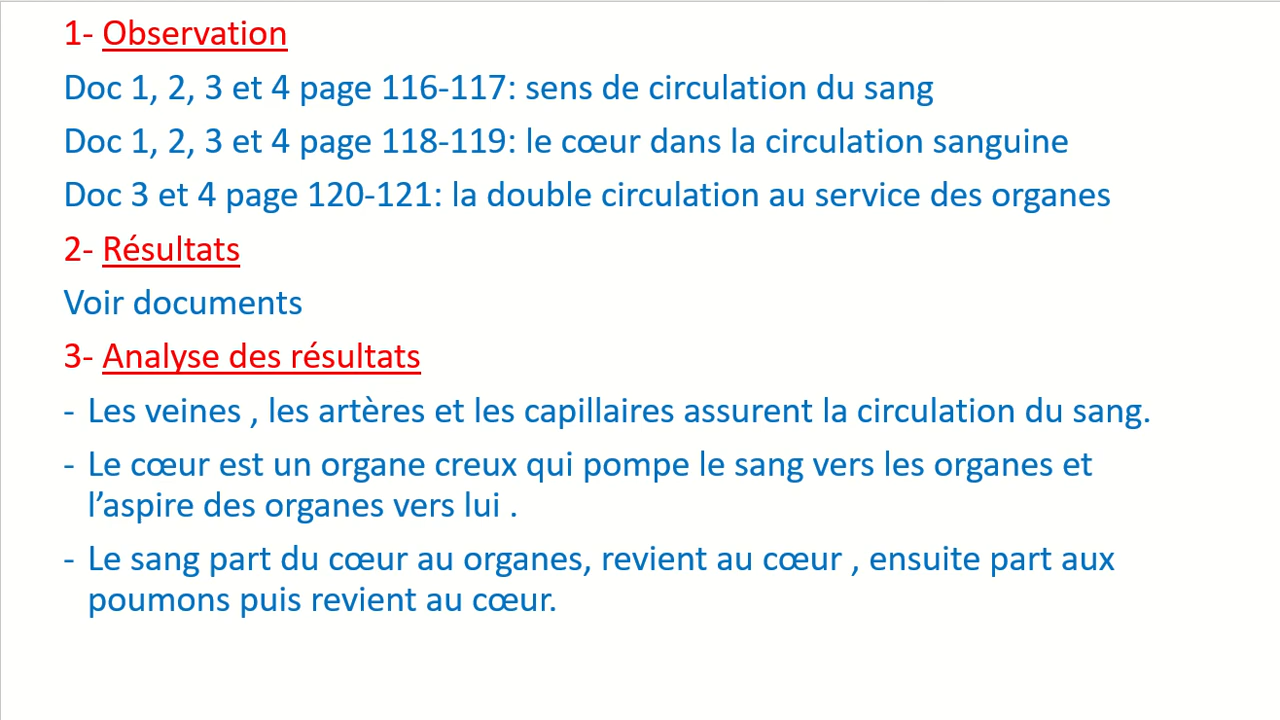 1- Observation
Doc 1, 2, 3 et 4 page 116-117: sens de circulation du sang
Doc 1, 2, 3 et 4 page 118-119: le cœur dans la circulation sanguine
Doc 3 et 4 page 120-121: la double circulation au service des organes
2- Résultats
Voir documents
3- Analyse des résultats
- Les veines , les artères et les capillaires assurent la circulation du sang.
- Le cœur est un organe creux qui pompe le sang vers les organes et
l’aspire des organes vers lui .
- Le sang part du cœur au organes, revient au cœur , ensuite part aux
poumons puis revient au cœur.